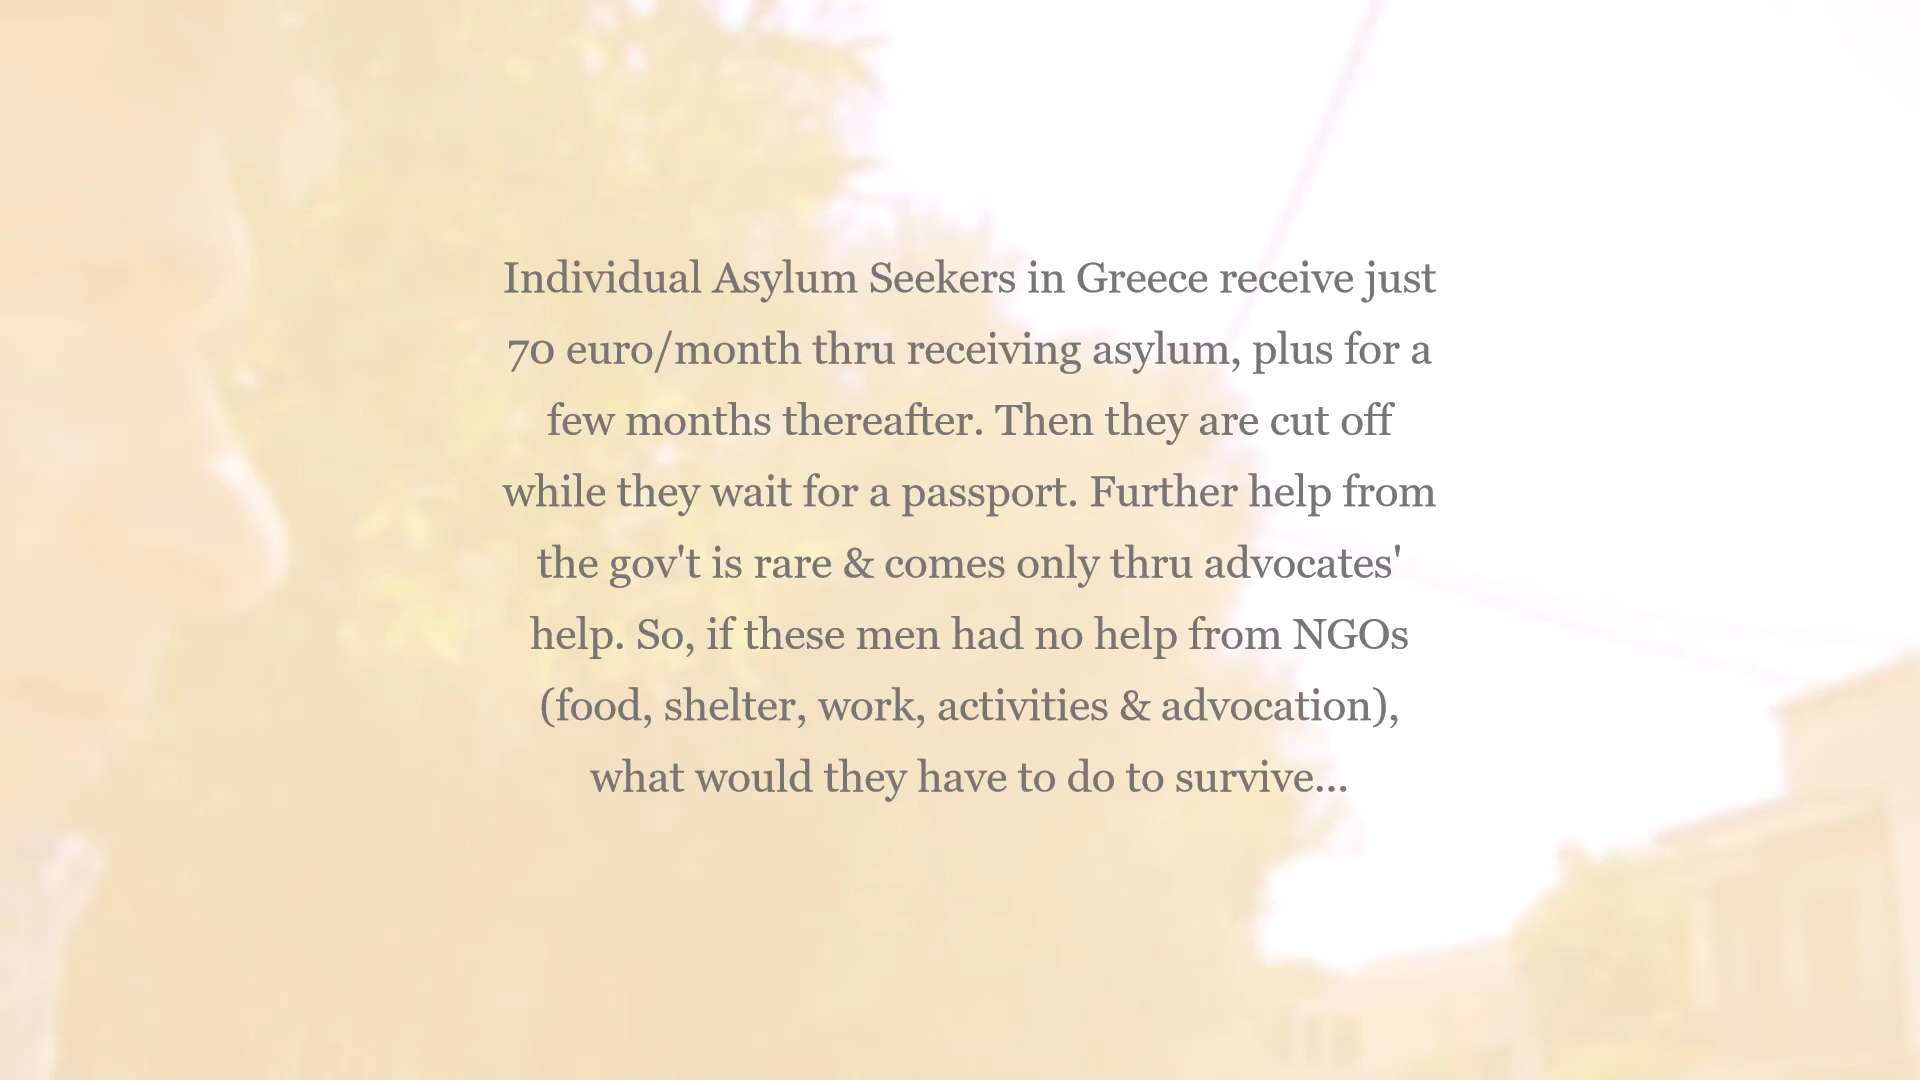 Individual Asylum Seekers in Greece receive just
70 euro/month thru receiving asylum, plus for a
few months thereafter. Then they are cut off
while they wait for a passport. Further help from
the gov't is rare & comes only thru advocates'
help. So, if these men had no help from NGOs
(food, shelter, work, activities & advocation),
what would they have to do to survive...